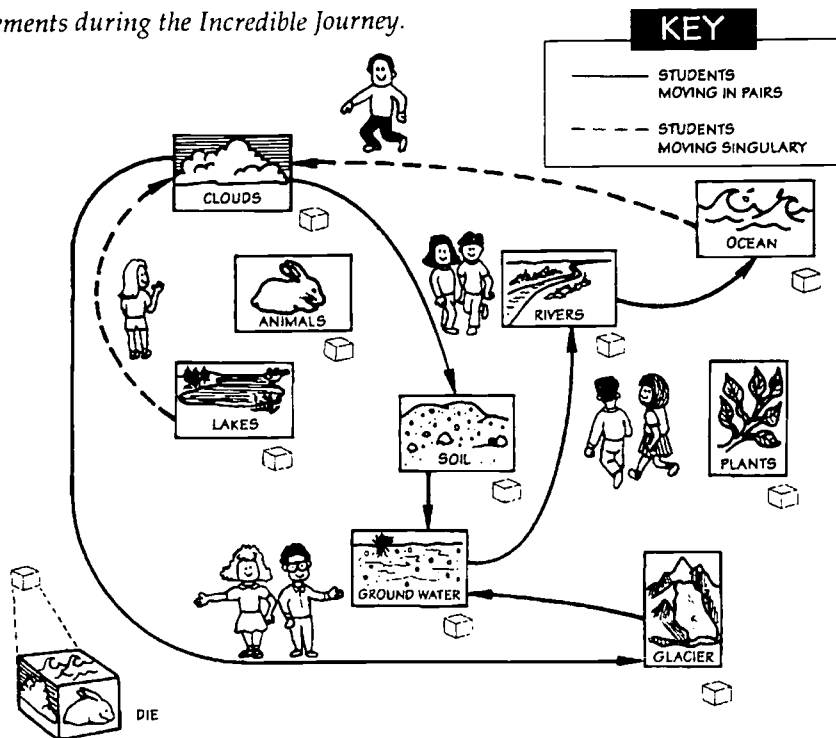 ements during the Incredible Journey.
KEY
STUDENTS
MOVING IN PAIRS
STUDENTS
MOVING SINGULARY
CLOUDS
OCEAN
ANIMALS
RIVERS
LAKES
SOIL
PLANTS
GROUND WATER
GLACIER
DIE